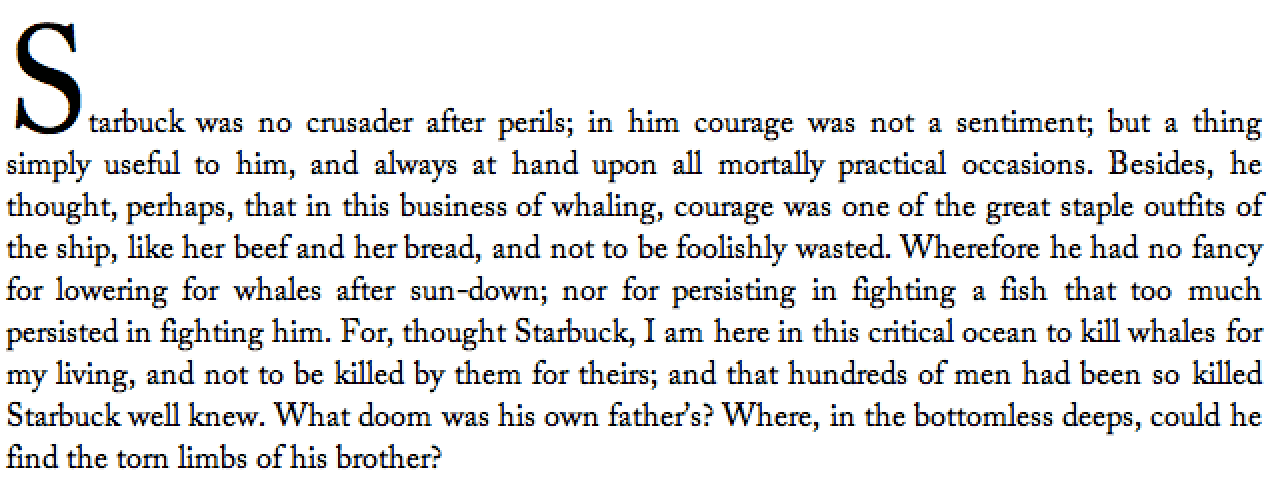 Starbuck was no crusader after perils; in him courage was not a sentiment; but a thing
simply useful to him, and always at hand upon all mortally practical occasions. Besides, he
thought, perhaps, that in this business of whaling, courage was one of the great staple outfits of
the ship, like her beef and her bread, and not to be foolishly wasted. Wherefore he had no fancy
for lowering for whales after sun-down; nor for persisting in fighting a fish that too much
persisted in fighting him. For, thought Starbuck, I am here in this critical ocean to kill whales for
my living, and not to be killed by them for theirs; and that hundreds of men had been so killed
Starbuck well knew. What doom was his own father’s? Where, in the bottomless deeps, could he
find the torn limbs of his brother?